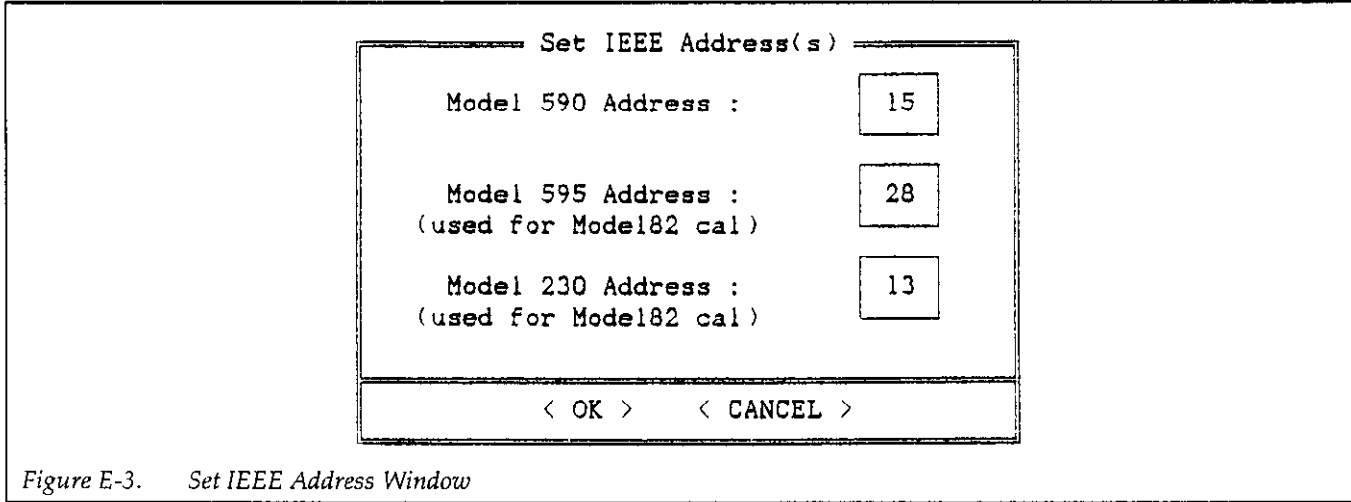 Set IEEE Address(s)
Model 590 Address : 15
Model 595 Address : 28
(used for Model82 cal)
Model 230 Address : 13
(used for Model82 cal)
< OK > < CANCEL >
Figure E-3. Set IEEE Address Window